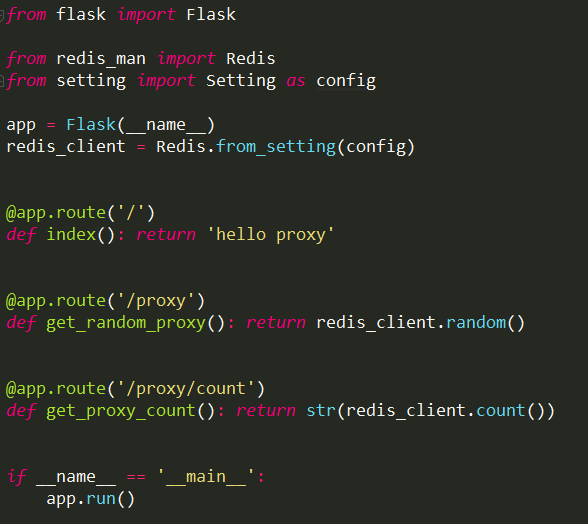 from flask import Flask
from redis_man import Redis
from setting import Setting as config
app = Flask(__name__)
redis_client = Redis.from_setting(config)
@app.route('/')
def index(): return 'hello proxy'
@app.route('/proxy')
def get_random_proxy(): return redis_client.random()
@app.route('/proxy/count')
def get_proxy_count(): return str(redis_client.count())
if __name__ == '__main__':
    app.run()